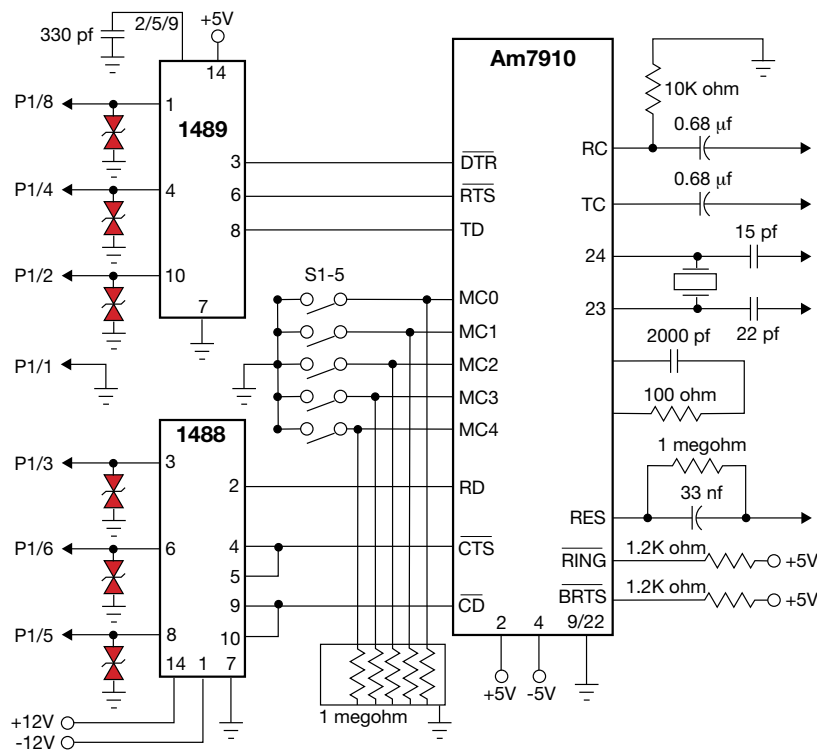 330 pf
2/5/9
+5V
14
P1/8
1
1489
3
P1/4
4
6
8
P1/2
10
7
P1/1
S1-5
1488
P1/3
3
2
P1/6
6
4
5
9
P1/5
8
10
14
1
7
+12V
-12V
1 megohm
Am7910
DTR
RTS
TD
MC0
MC1
MC2
MC3
MC4
RD
CTS
CD
2
4
9/22
+5V
-5V
RC
TC
24
23
RES
RING
BRTS
10K ohm
0.68 µf
0.68 µf
15 pf
22 pf
2000 pf
100 ohm
1 megohm
33 nf
1.2K ohm
+5V
1.2K ohm
+5V